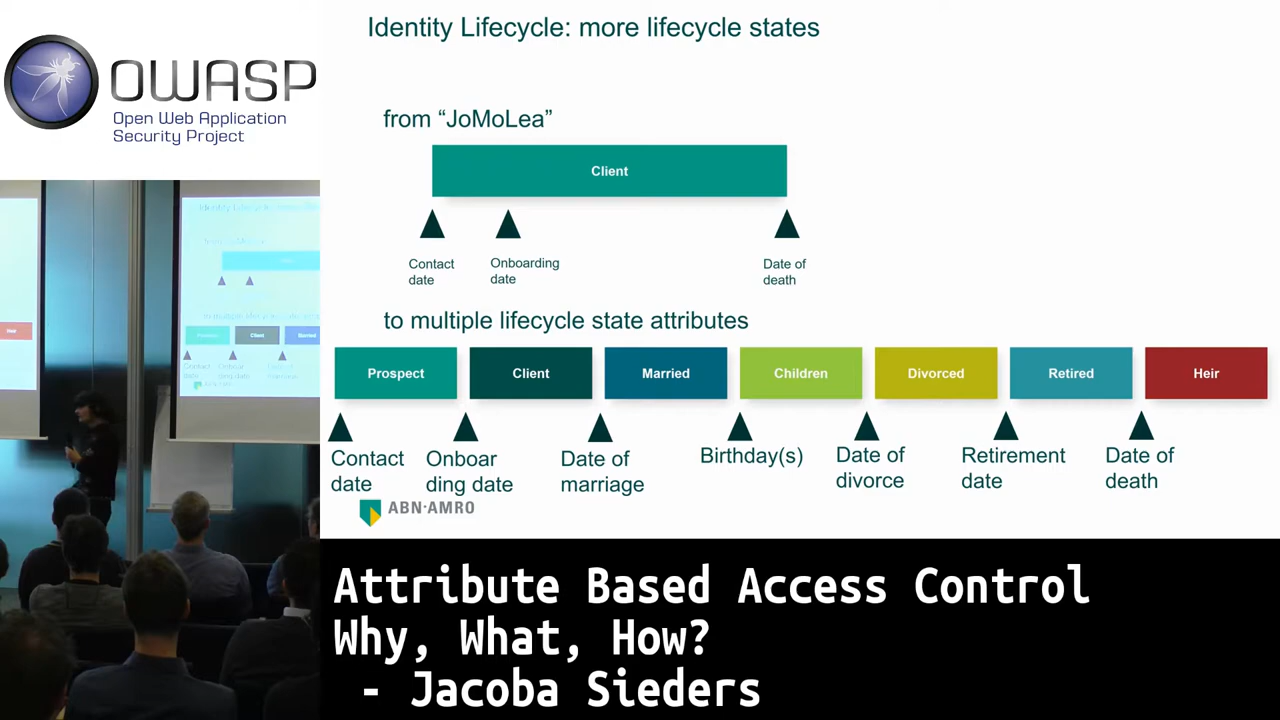 OWASP
Open Web Application
Security Project
Identity Lifecycle: more lifecycle states
from “JoMoLea”
Client
Contact date
Onboarding date
Date of death
to multiple lifecycle state attributes
Prospect
Client
Married
Children
Divorced
Retired
Heir
Contact date
Onboar
ding date
Date of marriage
Birthday(s)
Date of divorce
Retirement date
Date of death
ABN·AMRO
Attribute Based Access Control
Why, What, How?
- Jacoba Sieders